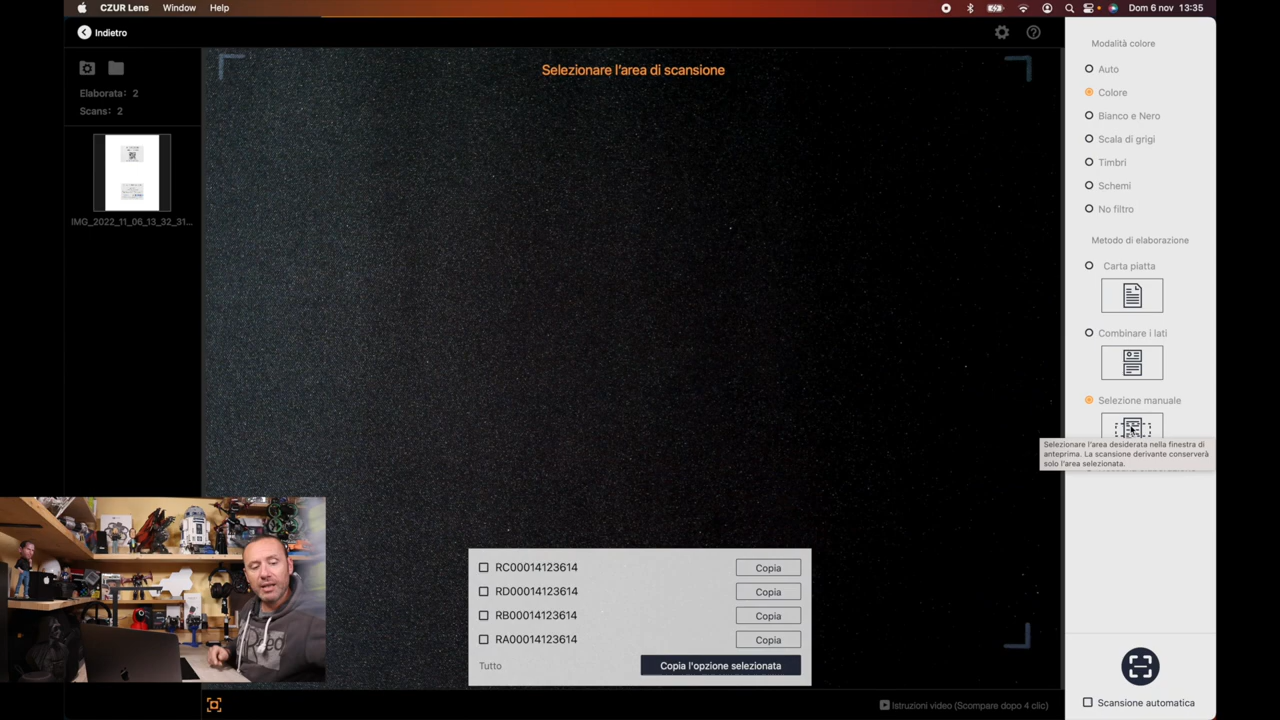 CZUR Lens Window Help Dom 6 nov 13:35
Indietro
Elaborata: 2
Scans: 2
IMG_2022_11_06_13_32_31...
Selezionare l'area di scansione
RC00014123614 Copia
RD00014123614 Copia
RB00014123614 Copia
RA00014123614 Copia
Tutto Copia l'opzione selezionata
Istruzioni video (Scompare dopo 4 clic)
Modalità colore
Auto
Colore
Bianco e Nero
Scala di grigi
Timbri
Schemi
No filtro
Metodo di elaborazione
Carta piatta
Combinare i lati
Selezione manuale
Selezionare l'area desiderata nella finestra di
anteprima. La scansione derivante conserverà
solo l'area selezionata.
Scansione automatica